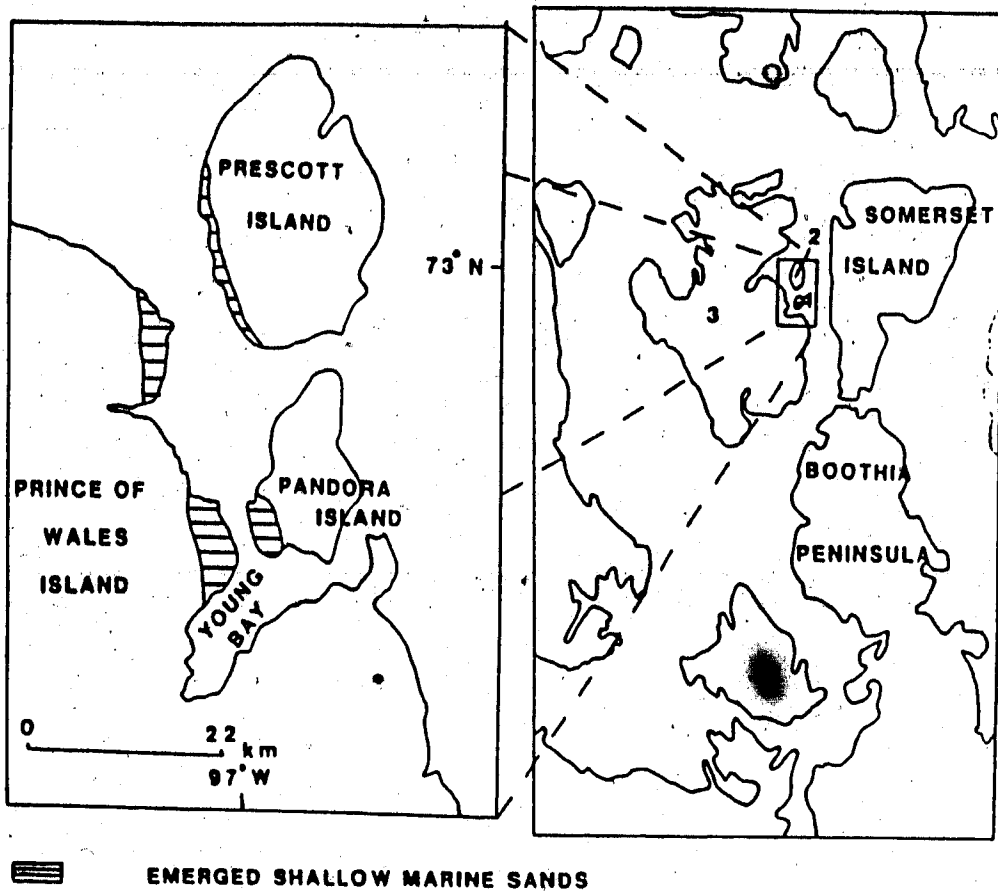 PRESCOTT
ISLAND
73° N
PRINCE OF
WALES
ISLAND
PANDORA
ISLAND
YOUNG
BAY
0
22 km
97° W
SOMERSET
ISLAND
2
1
3
BOOTHIA
PENINSULA
EMERGED SHALLOW MARINE SANDS